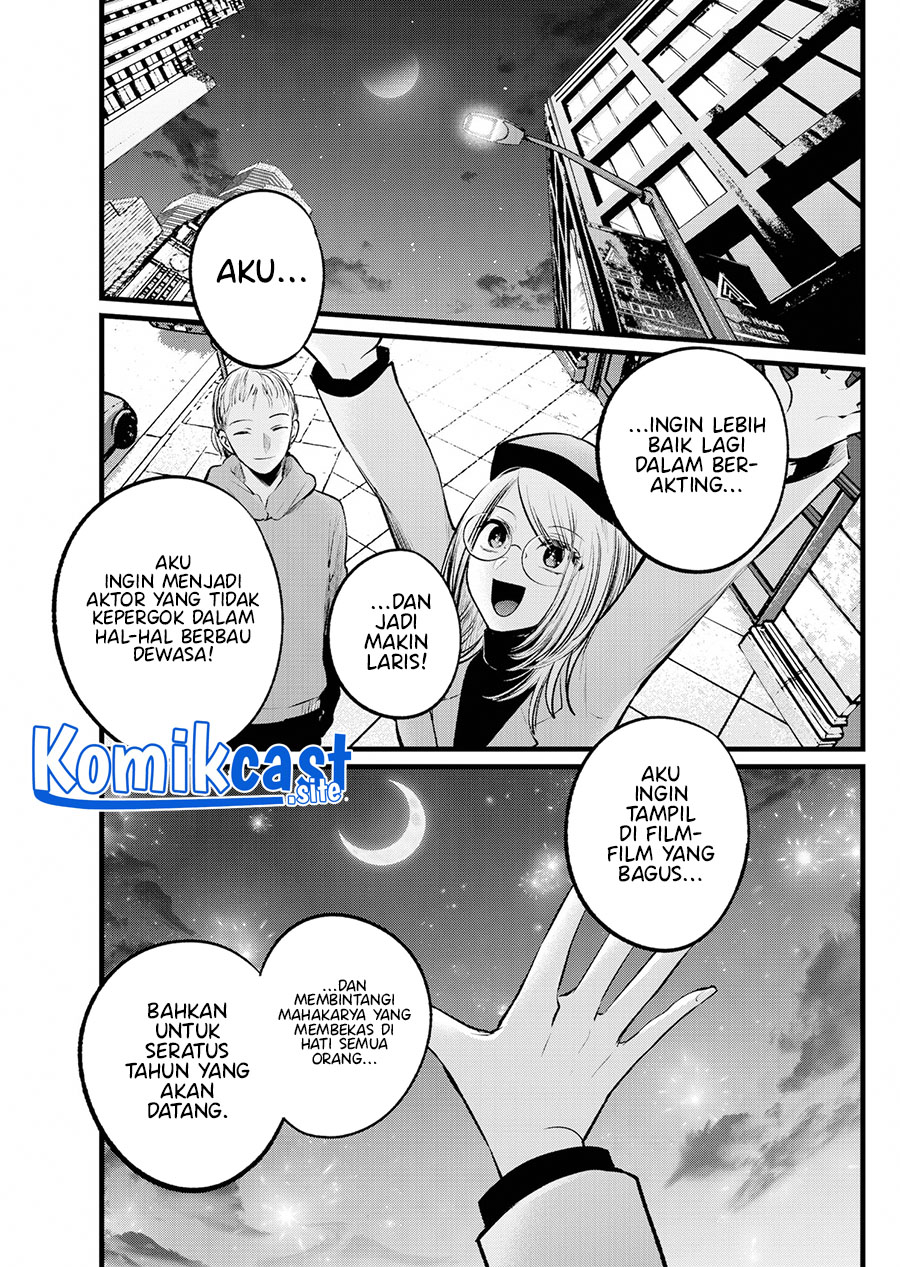 AKU...
...INGIN LEBIH
BAIK LAGI
DALAM BER-
AKTING...
...DAN
JADI
MAKIN
LARIS!
AKU
INGIN MENJADI
AKTOR YANG TIDAK
KEPERGOK DALAM
HAL-HAL BERBAU
DEWASA!
Komikcast
.site
AKU
INGIN
TAMPIL
DI FILM-
FILM YANG
BAGUS...
...DAN
MEMBINTANGI
MAHAKARYA YANG
MEMBEKAS DI
HATI SEMUA
ORANG...
BAHKAN
UNTUK
SERATUS
TAHUN YANG
AKAN
DATANG.